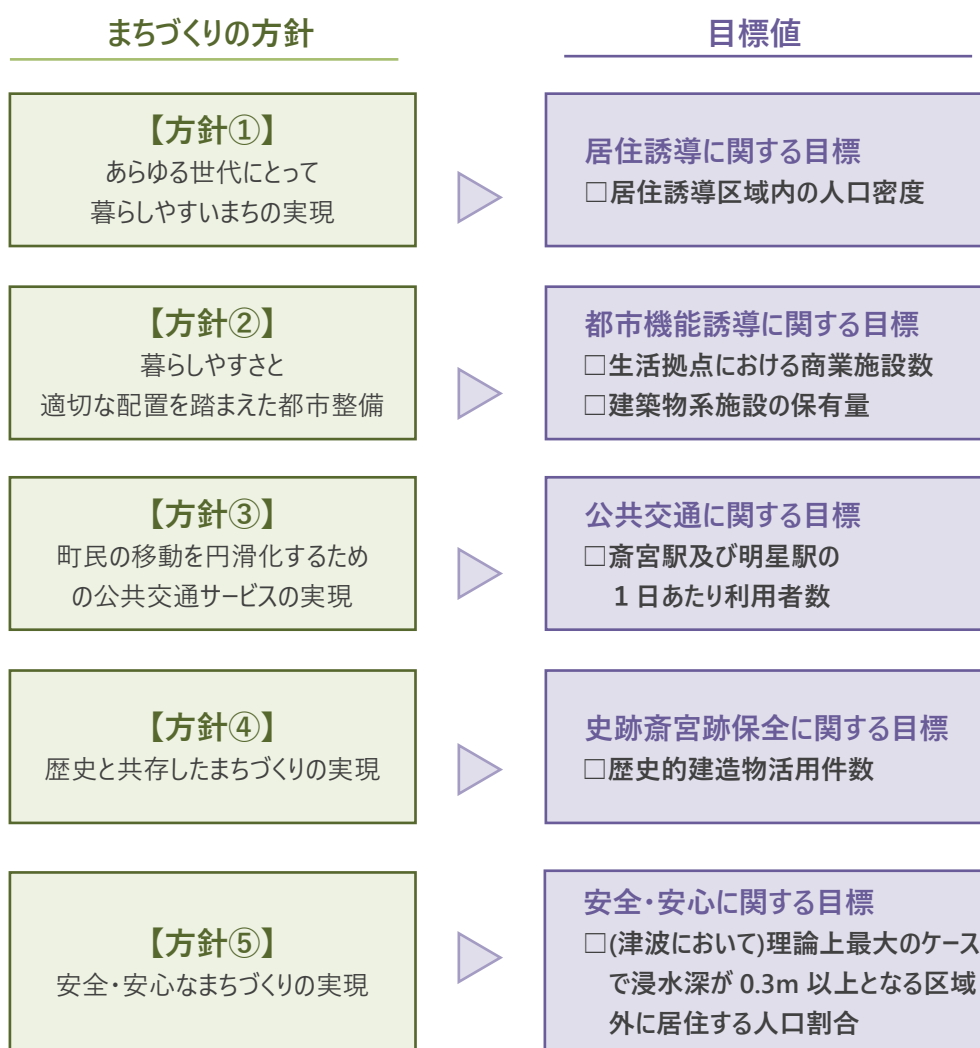 まちづくりの方針
目標値
【方針①】
あらゆる世代にとって
暮らしやすいまちの実現
居住誘導に関する目標
□居住誘導区域内の人口密度
【方針②】
暮らしやすさと
適切な配置を踏まえた都市整備
都市機能誘導に関する目標
□生活拠点における商業施設数
□建築物系施設の保有量
【方針③】
町民の移動を円滑化するため
の公共交通サービスの実現
公共交通に関する目標
□斎宮駅及び明星駅の
1 日あたり利用者数
【方針④】
歴史と共存したまちづくりの実現
史跡斎宮跡保全に関する目標
□歴史的建造物活用件数
【方針⑤】
安全・安心なまちづくりの実現
安全・安心に関する目標
□(津波において)理論上最大のケース
で浸水深が 0.3m 以上となる区域
外に居住する人口割合